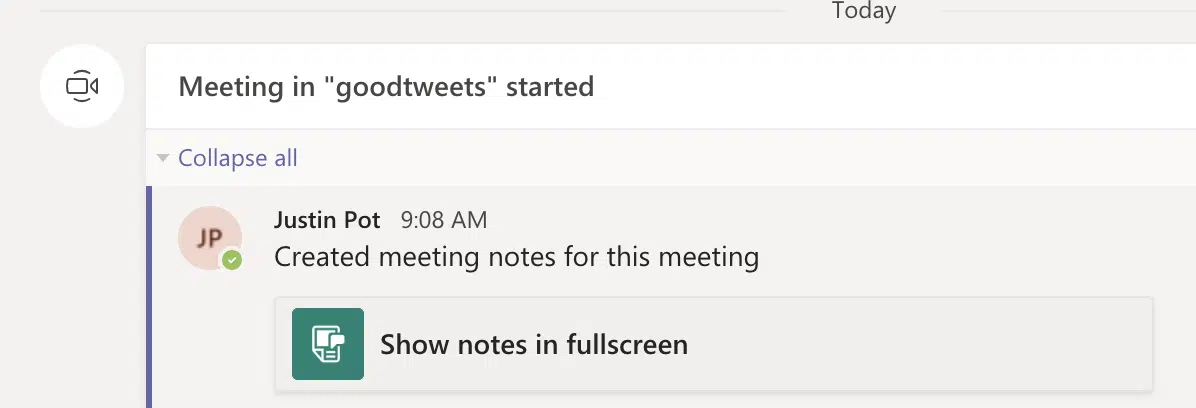 Today
Meeting in "goodtweets" started
Collapse all
JP
Justin Pot 9:08 AM
Created meeting notes for this meeting
Show notes in fullscreen